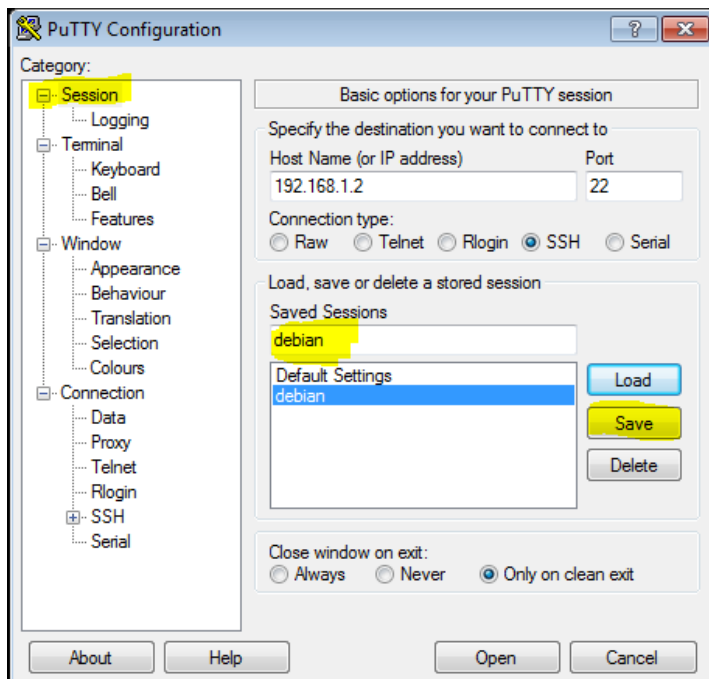 PuTTY Configuration
Category:
Session
Logging
Terminal
Keyboard
Bell
Features
Window
Appearance
Behaviour
Translation
Selection
Colours
Connection
Data
Proxy
Telnet
Rlogin
SSH
Serial
Basic options for your PuTTY session
Specify the destination you want to connect to
Host Name (or IP address) Port
192.168.1.2 22
Connection type:
Raw Telnet Rlogin SSH Serial
Load, save or delete a stored session
Saved Sessions
debian
Default Settings
debian
Load
Save
Delete
Close window on exit:
Always Never Only on clean exit
About Help Open Cancel